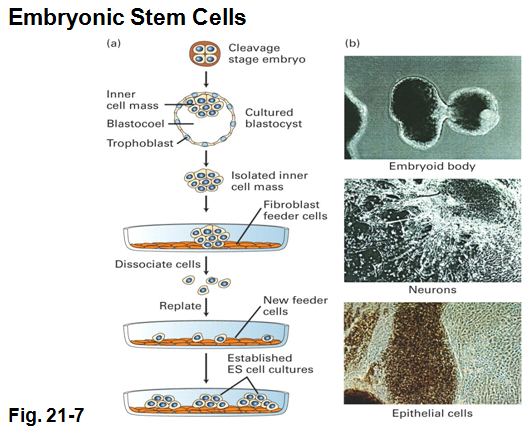 Embryonic Stem Cells
(a)
Cleavage
stage embryo
Inner
cell mass
Blastocoel
Trophoblast
Cultured
blastocyst
Isolated inner
cell mass
Fibroblast
feeder cells
Dissociate cells
Replate
New feeder
cells
Established
ES cell cultures
(b)
Embryoid body
Neurons
Epithelial cells
Fig. 21-7